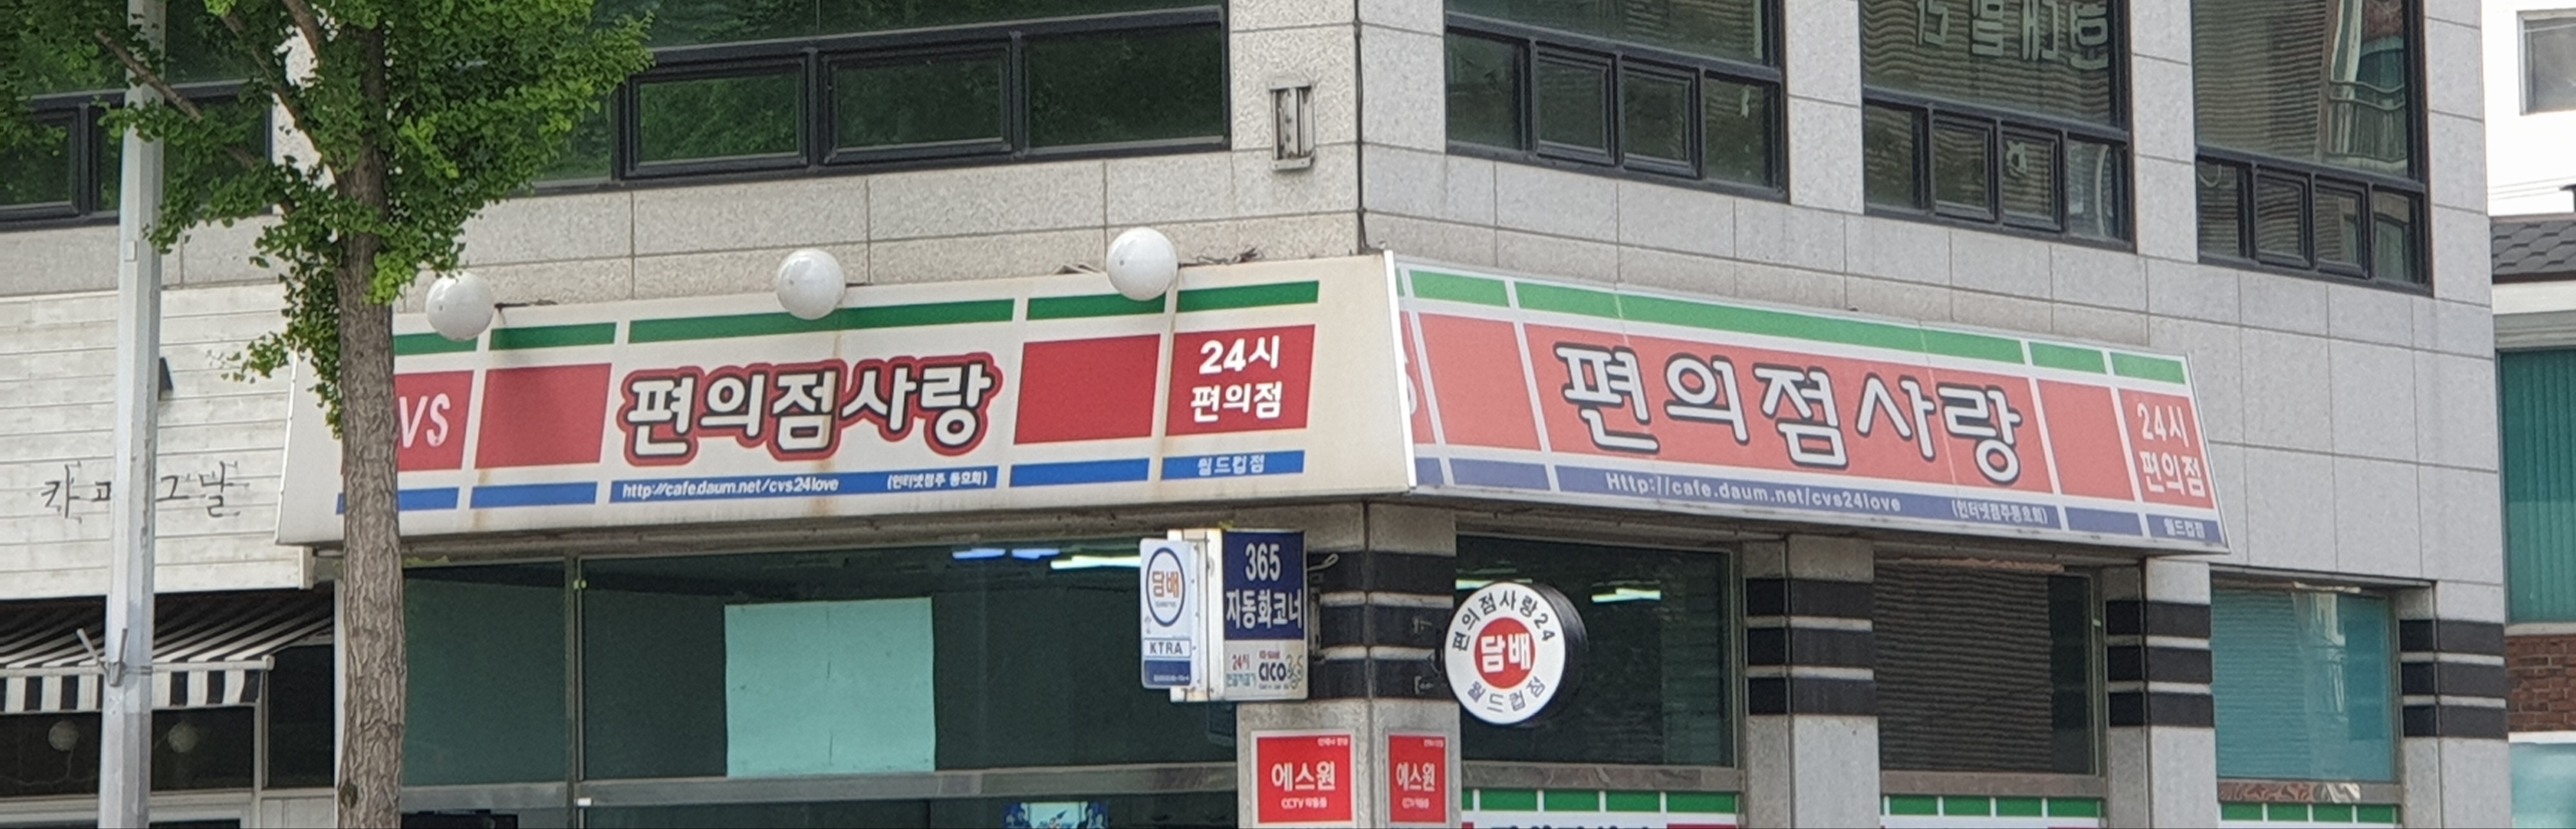 카페 그날
VS
편의점사랑
http://cafe.daum.net/cvs24love
(인터넷점주 동호회)
24시
편의점
월드컵점
편의점사랑
Http://cafe.daum.net/cvs24love
(인터넷점주동호회)
24시
편의점
월드컵점
담배
KTRA
365
자동화코너
24시
편의점사랑24
담배
월드컵점
에스원
CCTV 작동중
에스원